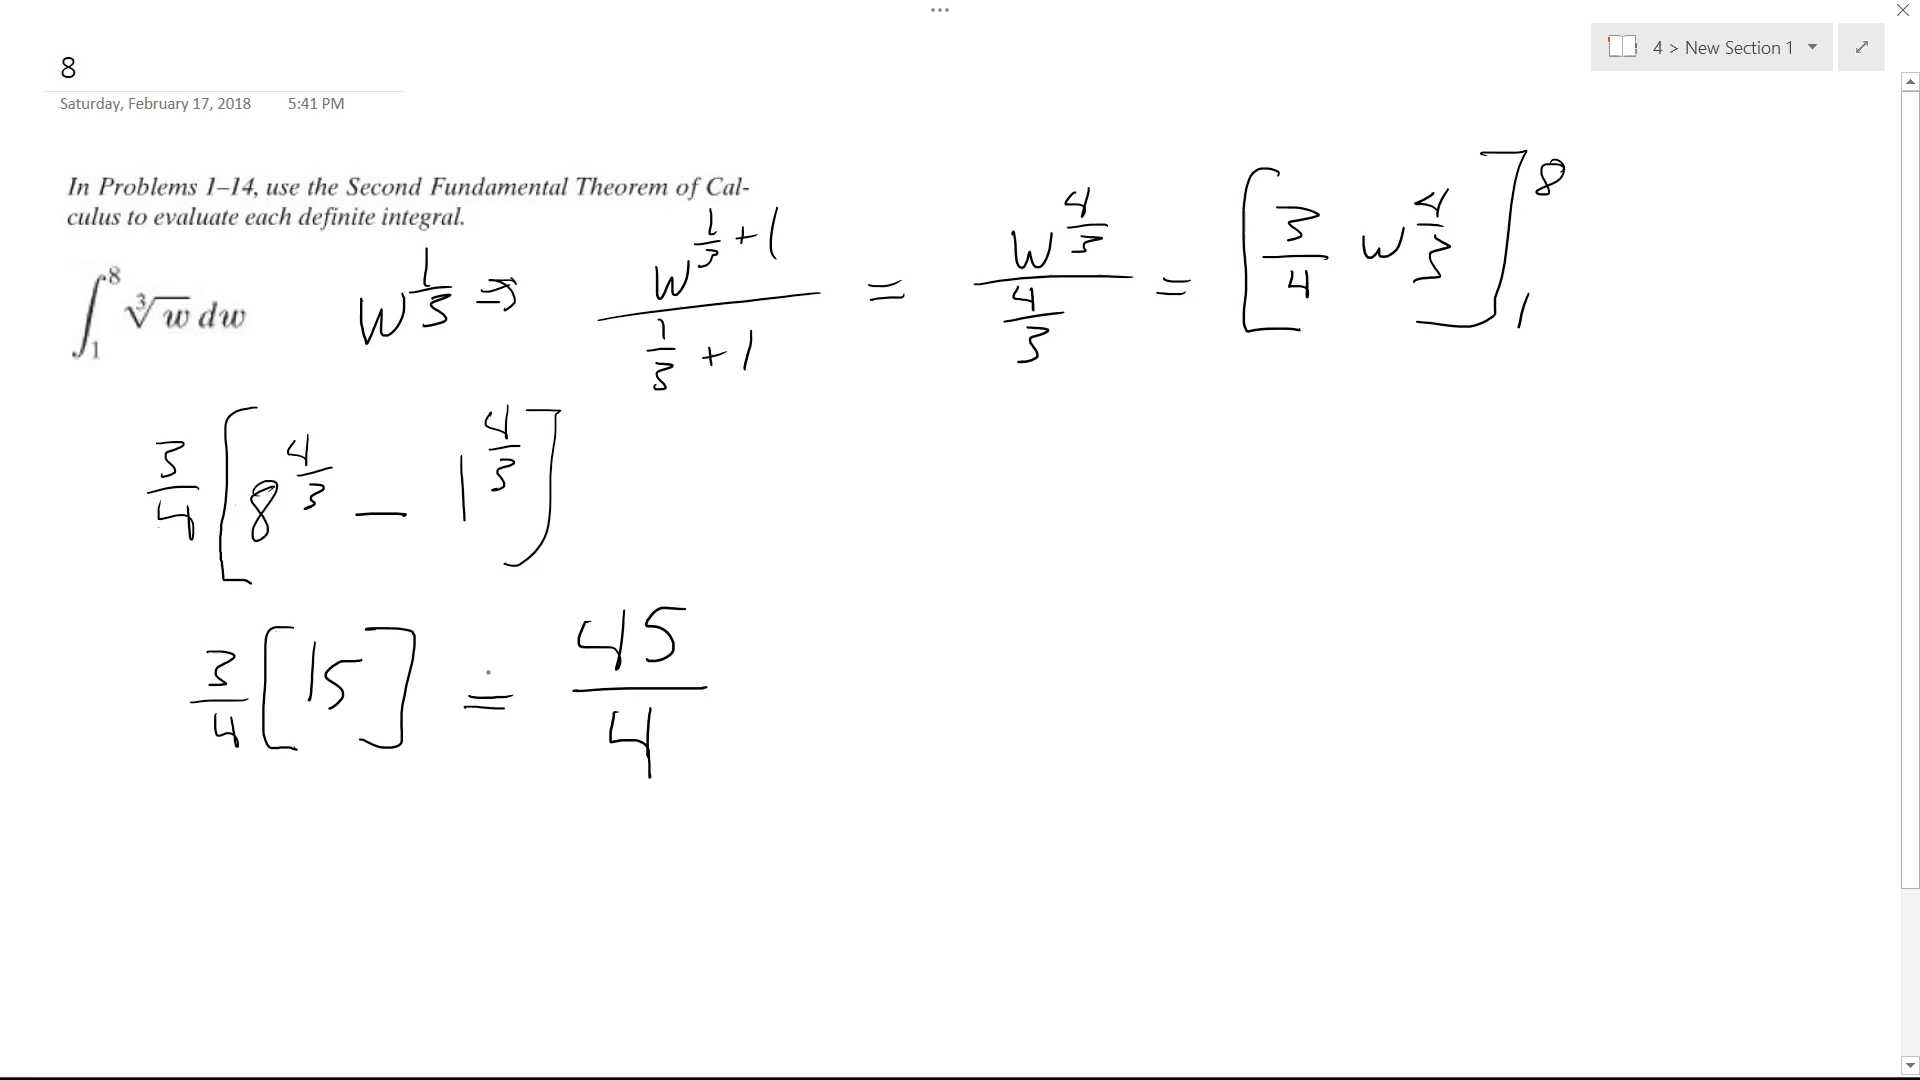 4 > New Section 1
8
Saturday, February 17, 2018 5:41 PM
In Problems 1–14, use the Second Fundamental Theorem of Cal-
culus to evaluate each definite integral.
∫₁⁸ ∛w dw w^(1/3) ⇒ w^(1/3 + 1) / (1/3 + 1) = w^(4/3) / (4/3) = [3/4 w^(4/3)]₁⁸
3/4 [8^(4/3) − 1^(4/3)]
3/4 [15] = 45/4